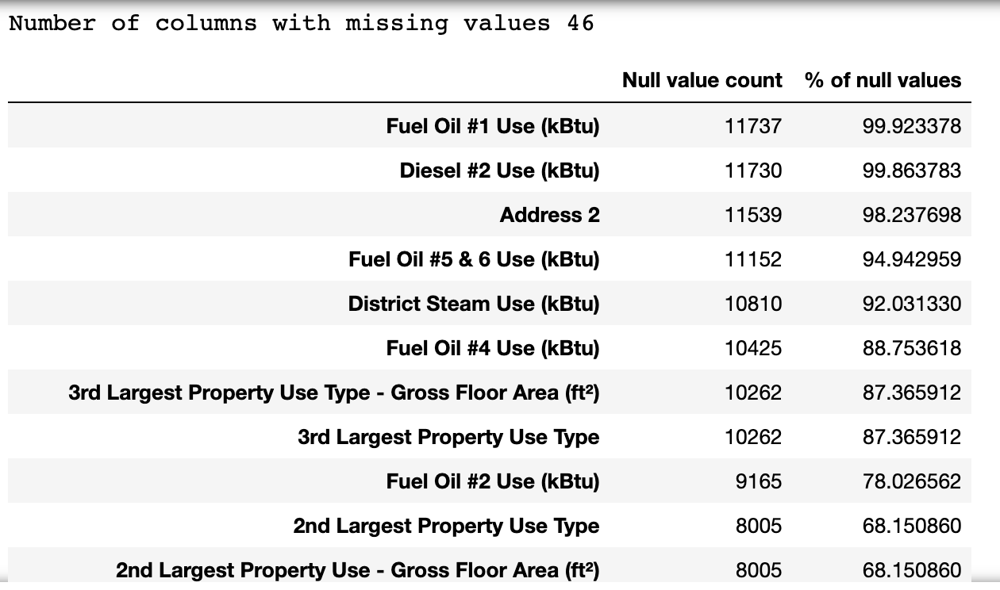 Number of columns with missing values 46
Null value count % of null values
Fuel Oil #1 Use (kBtu) 11737 99.923378
Diesel #2 Use (kBtu) 11730 99.863783
Address 2 11539 98.237698
Fuel Oil #5 & 6 Use (kBtu) 11152 94.942959
District Steam Use (kBtu) 10810 92.031330
Fuel Oil #4 Use (kBtu) 10425 88.753618
3rd Largest Property Use Type - Gross Floor Area (ft²) 10262 87.365912
3rd Largest Property Use Type 10262 87.365912
Fuel Oil #2 Use (kBtu) 9165 78.026562
2nd Largest Property Use Type 8005 68.150860
2nd Largest Property Use - Gross Floor Area (ft²) 8005 68.150860